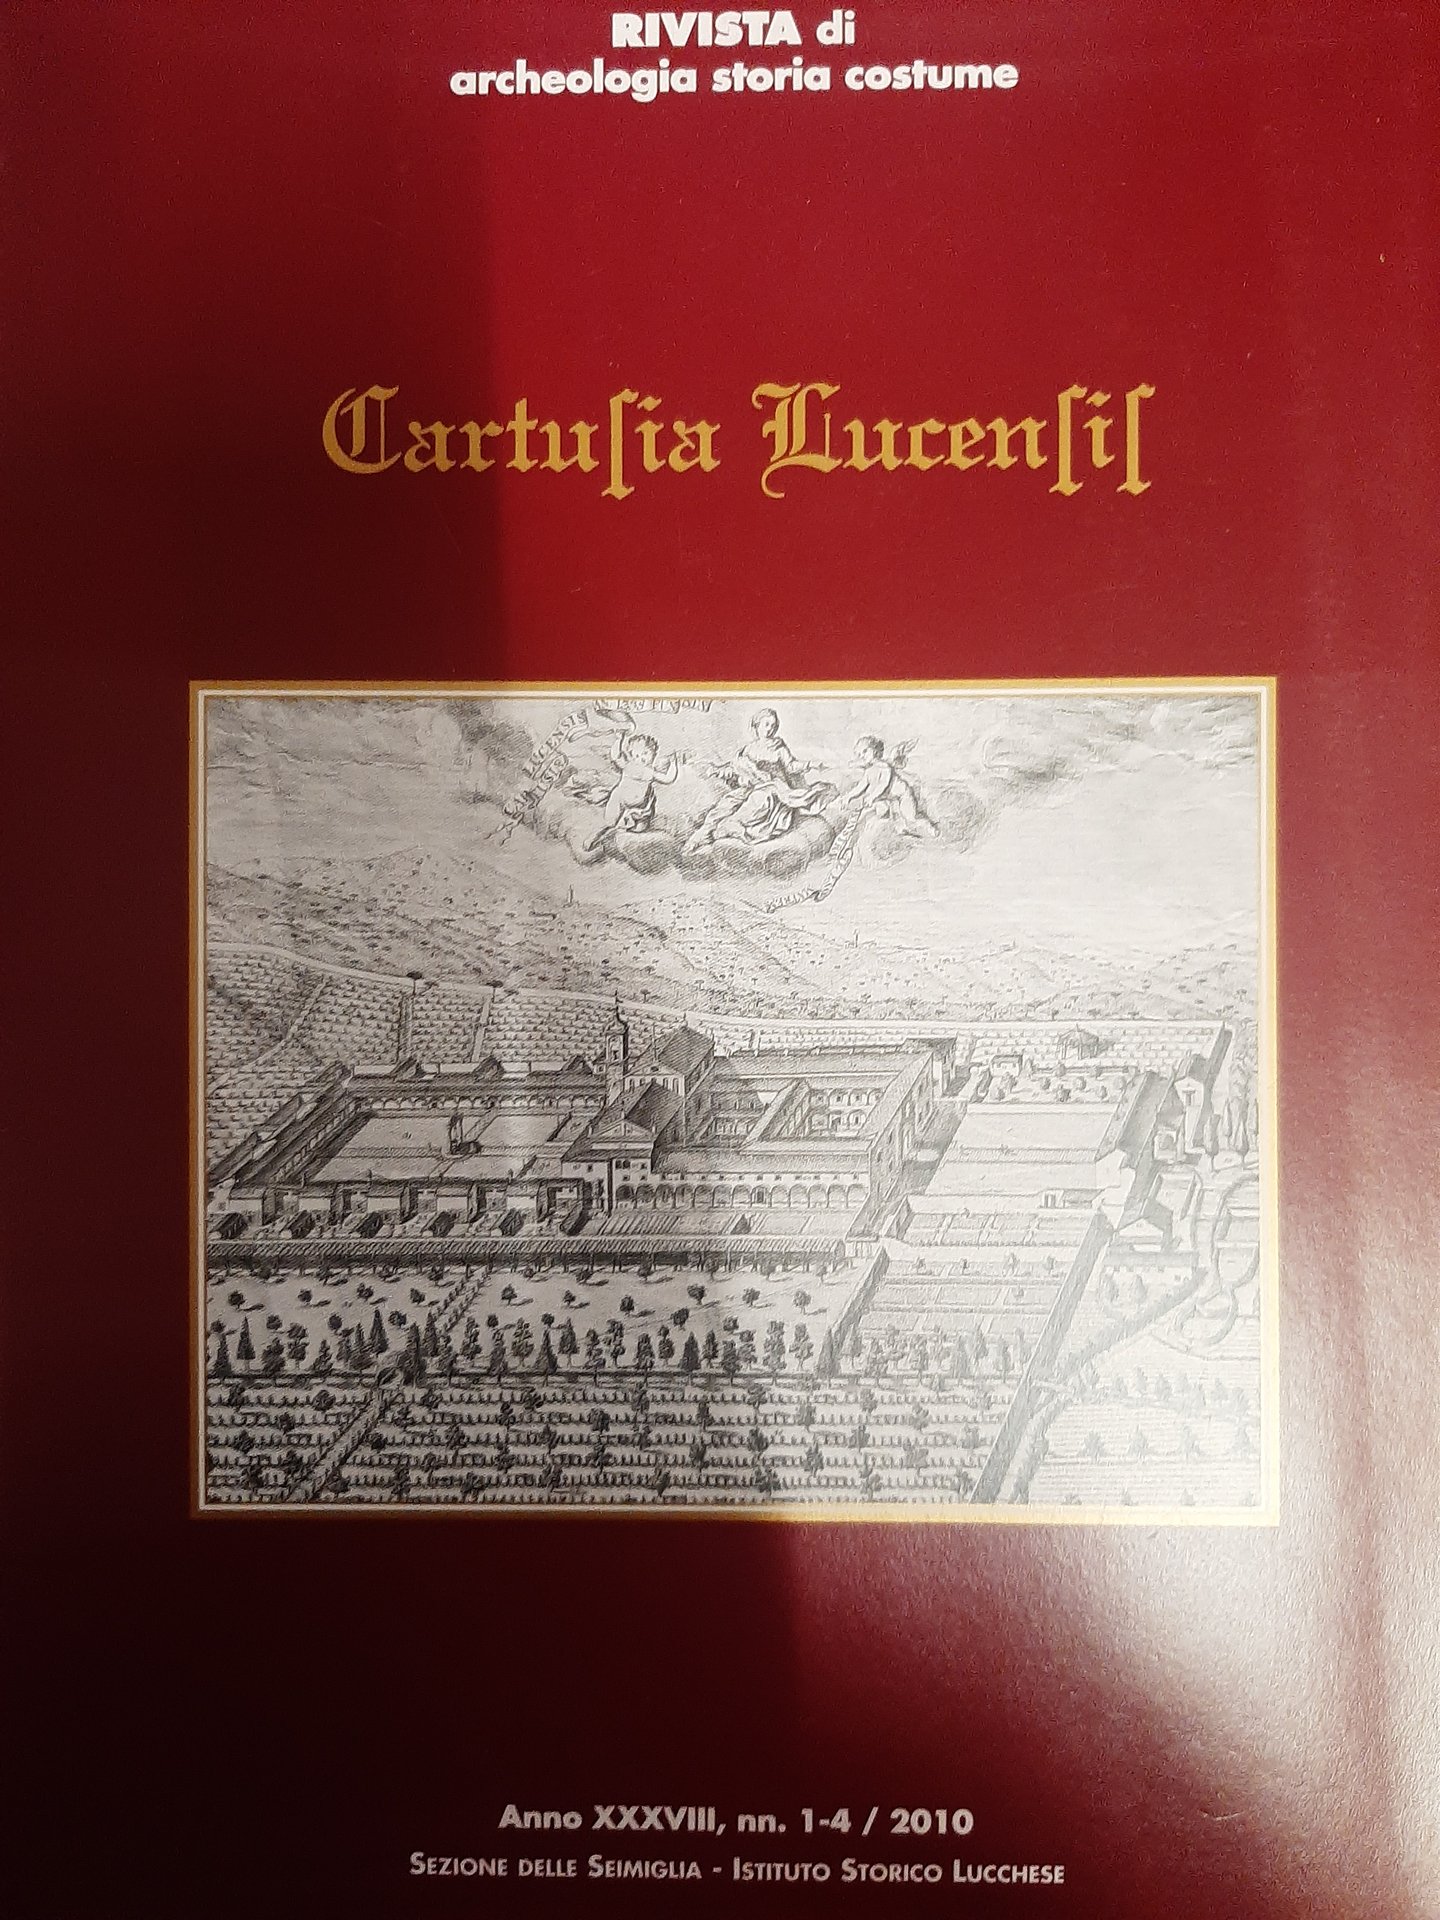 RIVISTA di
archeologia storia costume
Cartuſia Lucenſiſ
LUCENSIS
Anno XXXVIII, nn. 1-4 / 2010
SEZIONE DELLE SEIMIGLIA - ISTITUTO STORICO LUCCHESE